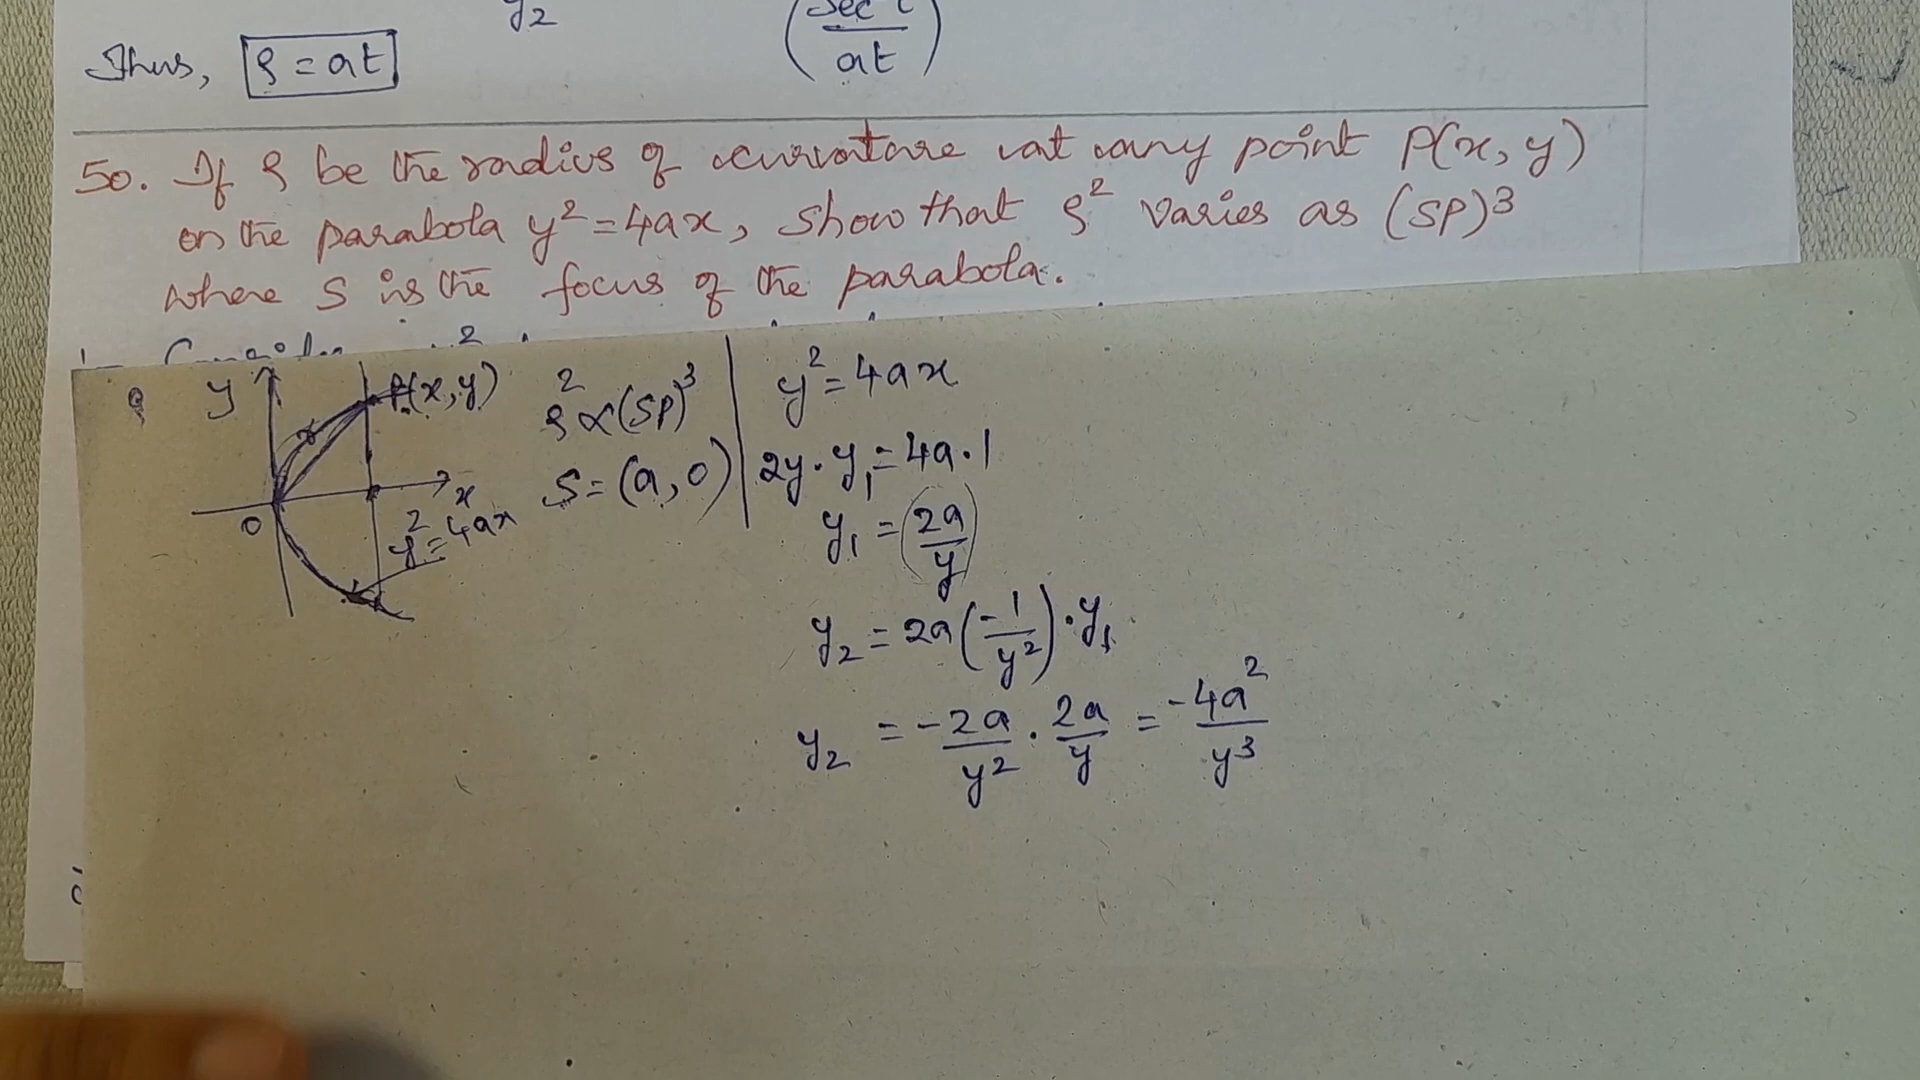 y₂ (sec t / at)
Thus, ρ = at
50. If ρ be the radius of curvature at any point P(x, y)
on the parabola y² = 4ax, show that ρ² varies as (SP)³
where S is the focus of the parabola.
ρ
y
P(x, y)
x
0
y² = 4ax
ρ² ∝ (SP)³
S = (a, 0)
y² = 4ax
2y · y₁ = 4a · 1
y₁ = (2a / y)
y₂ = 2a (-1 / y²) · y₁
y₂ = -2a / y² · 2a / y = -4a² / y³